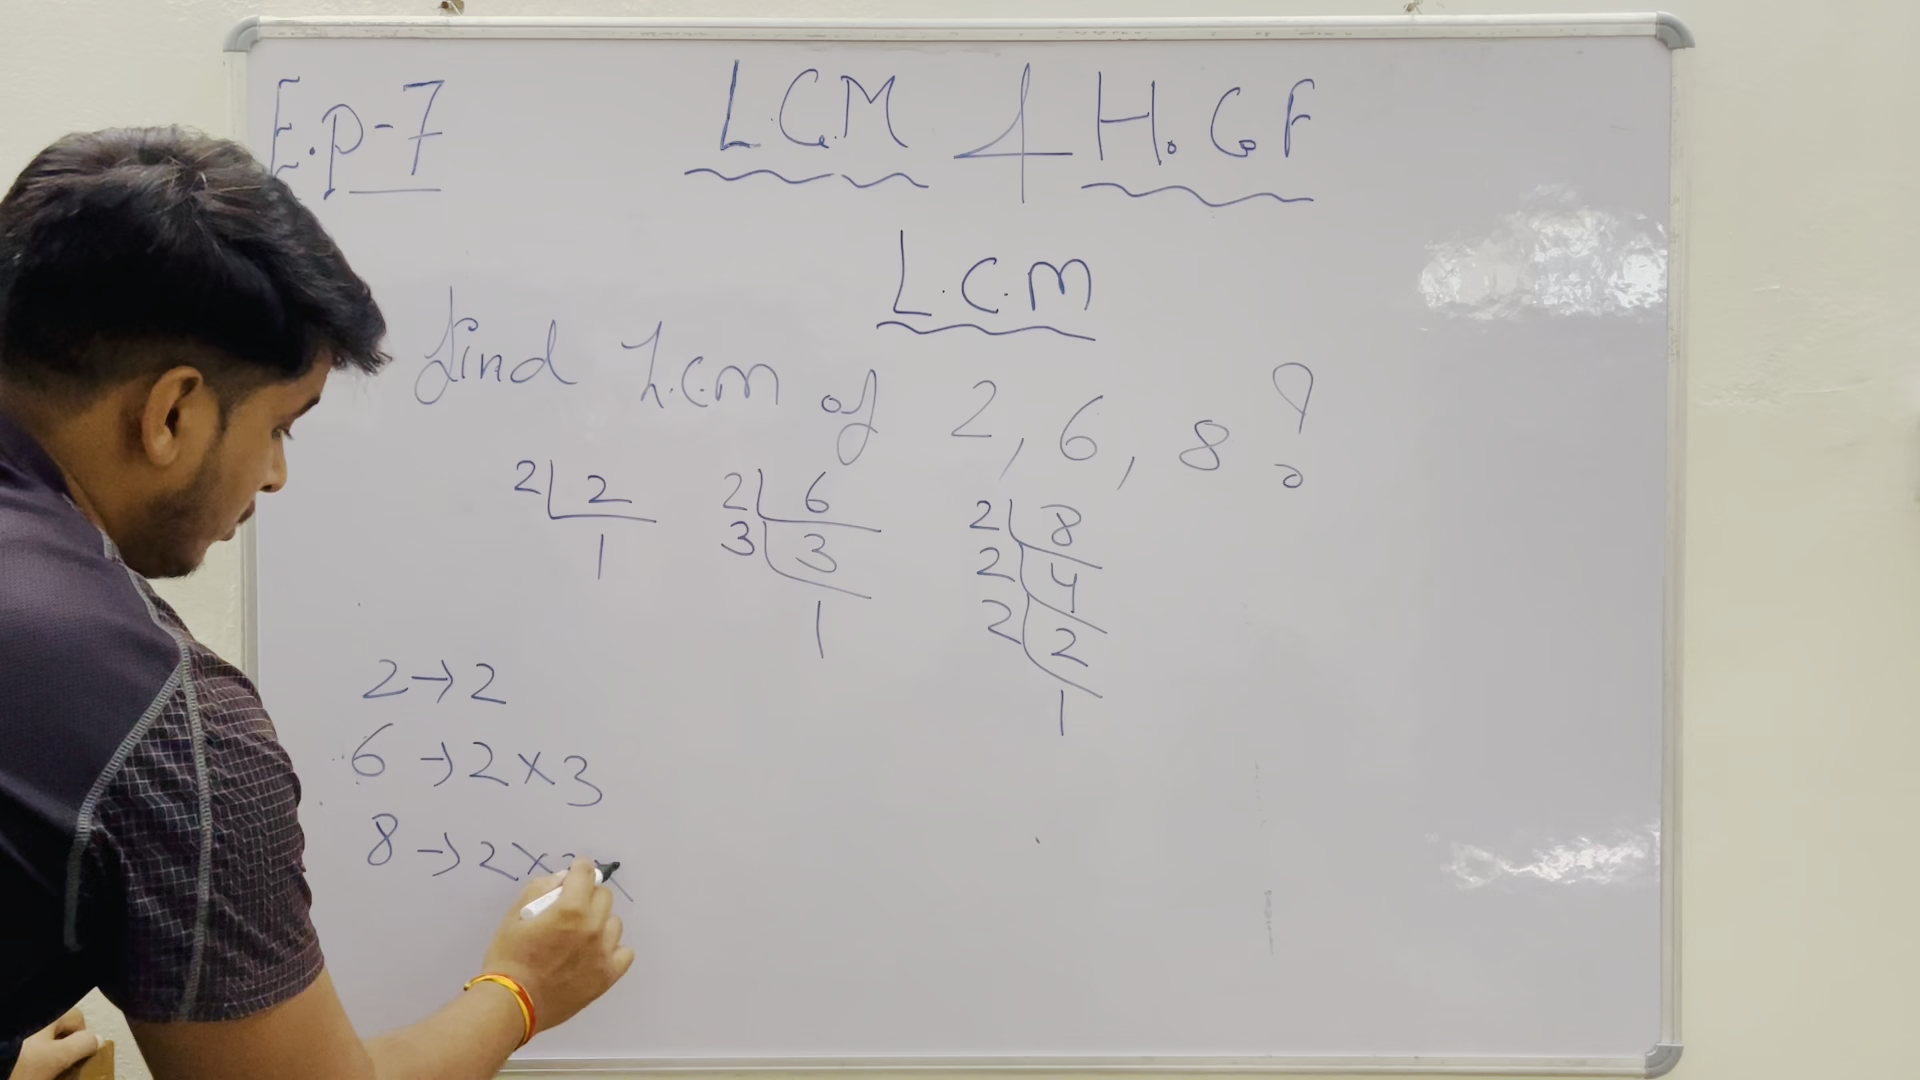 E.p-7 L.C.M & H.C.F
L.C.M
find L.C.M of 2, 6, 8 ?
2 2 2 6 2 8
1 3 3 2 4
1 2 2
1
2 → 2
6 → 2 × 3
8 → 2 × 2 ×